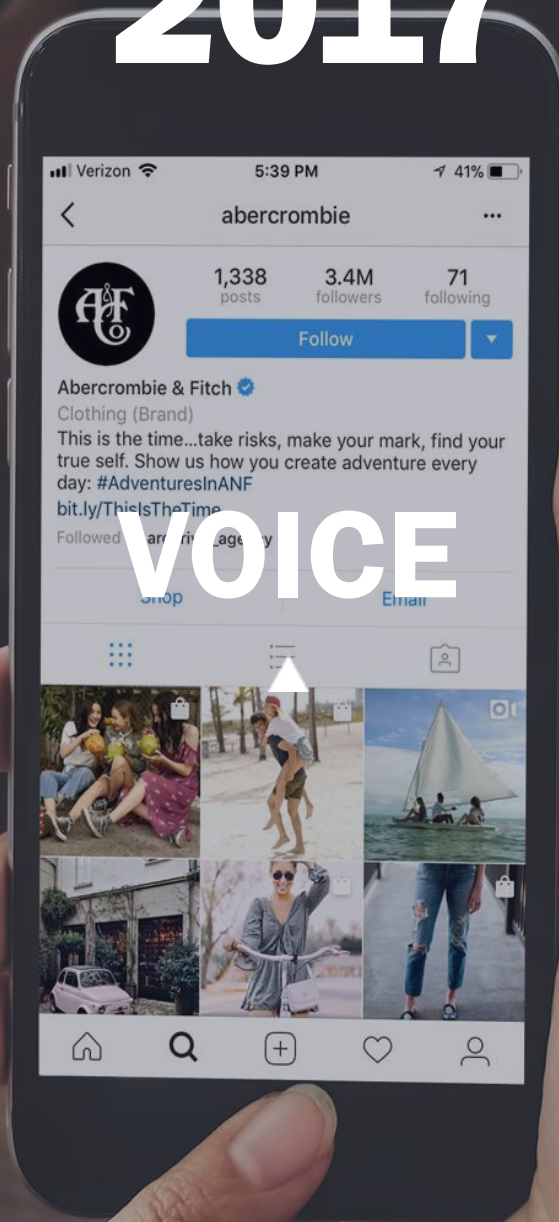 2017
Verizon 5:39 PM 41%
abercrombie
1,338 3.4M 71
posts followers following
A&F Co
Follow
Abercrombie & Fitch
Clothing (Brand)
This is the time...take risks, make your mark, find your
true self. Show us how you create adventure every
day: #AdventuresInANF
bit.ly/ThisIsTheTime
Followed
VOICE
Shop Email